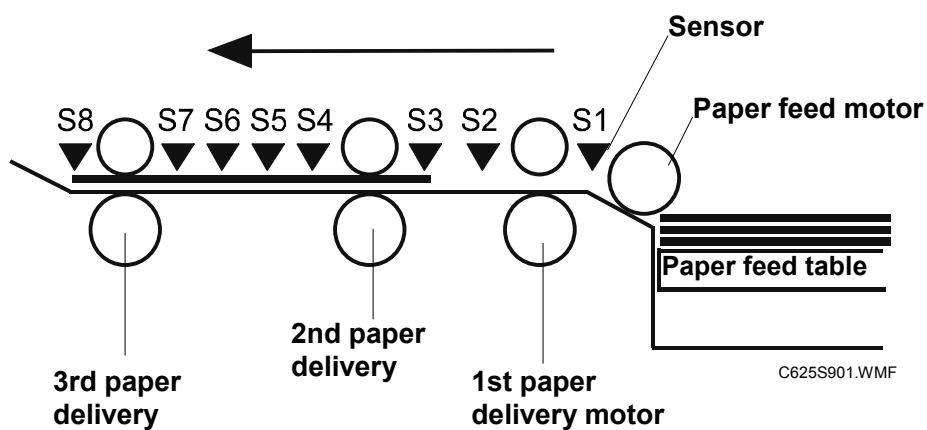 Sensor
Paper feed motor
S8 S7 S6 S5 S4 S3 S2 S1
Paper feed table
2nd paper
delivery
3rd paper
delivery
1st paper
delivery motor
C625S901.WMF